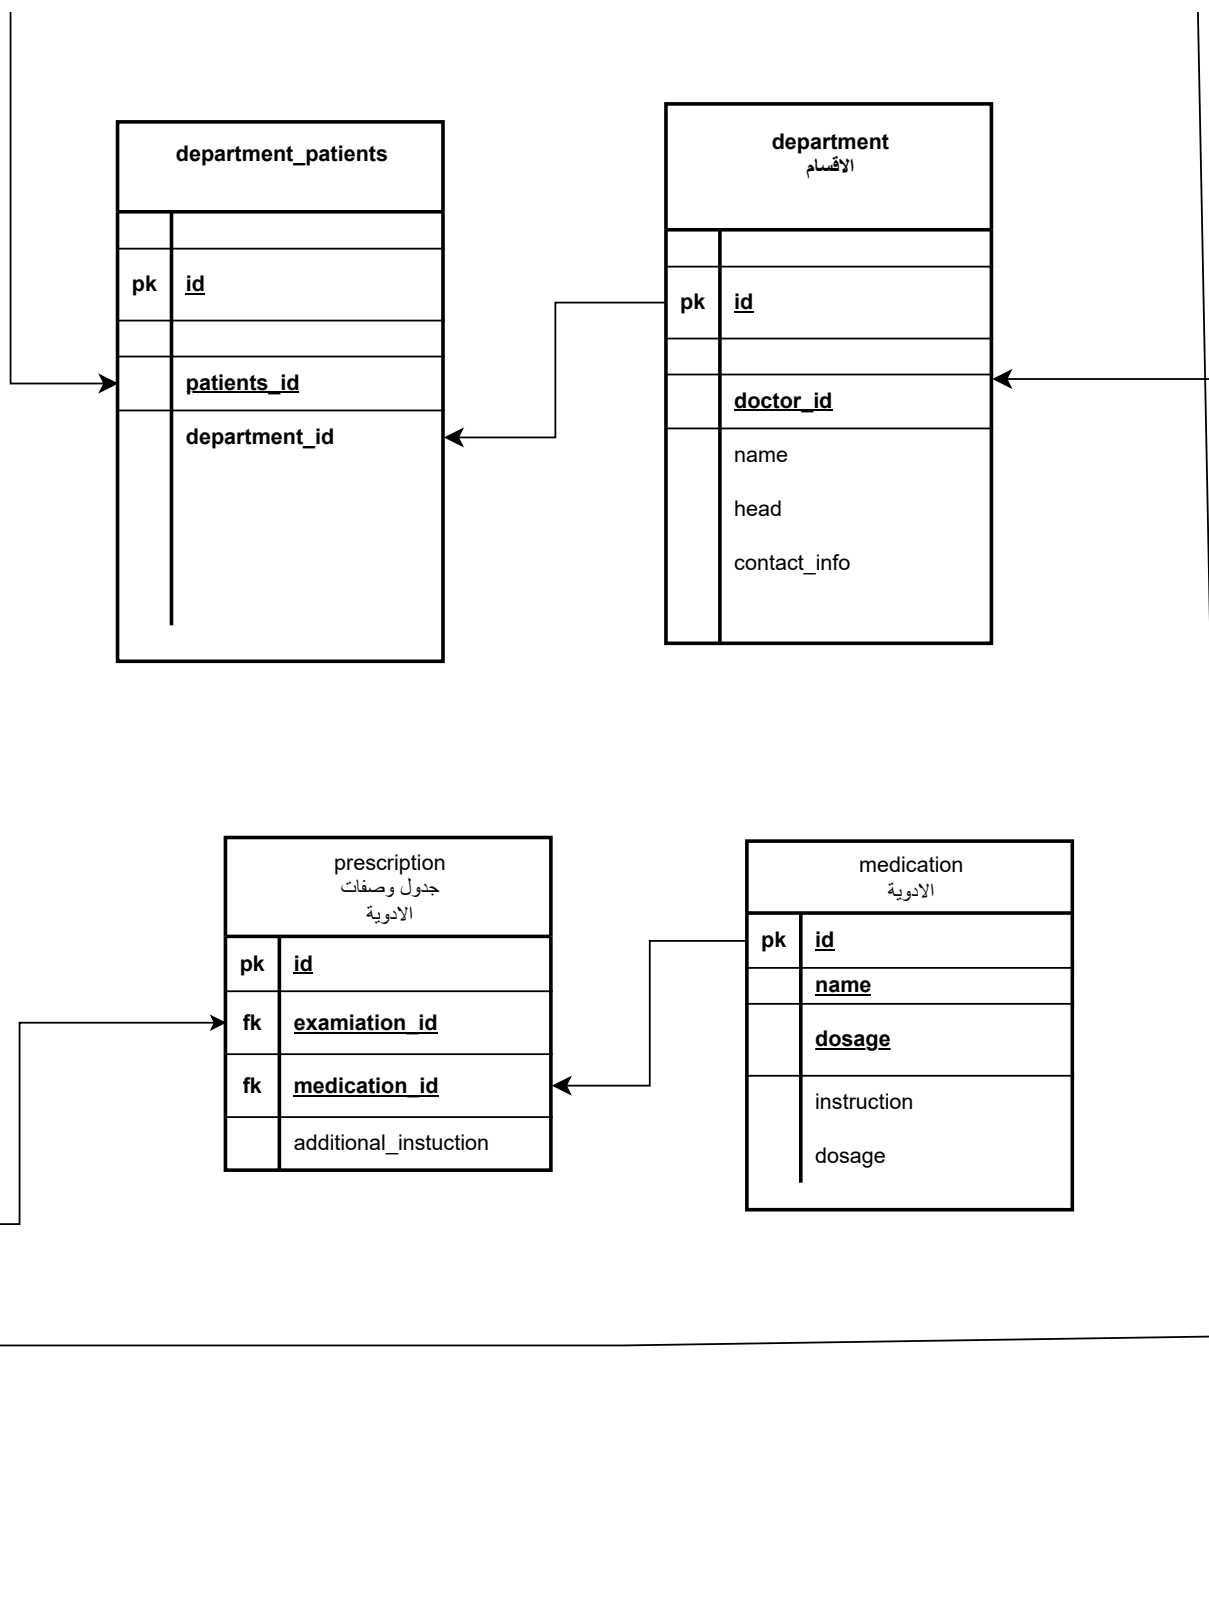 department_patients
pk id
patients_id
department_id
department
الاقسام
pk id
doctor_id
name
head
contact_info
prescription
جدول وصفات
الادوية
pk id
fk examiation_id
fk medication_id
additional_instuction
medication
الادوية
pk id
name
dosage
instruction
dosage